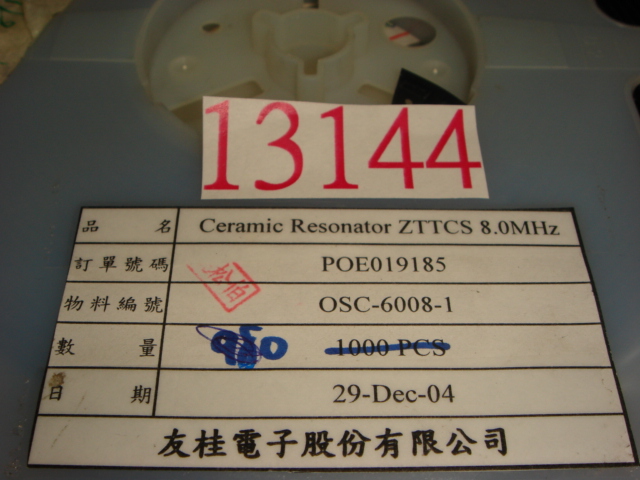 13144
品 名 Ceramic Resonator ZTTCS 8.0MHz
訂單號碼 POE019185
松伯
物料編號 OSC-6008-1
數 量 1000 PCS
日 期 29-Dec-04
友桂電子股份有限公司